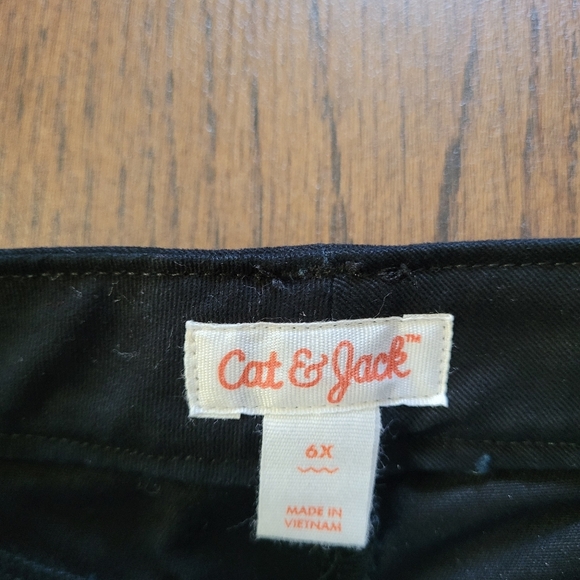 Cat & Jack™
6X
MADE IN
VIETNAM